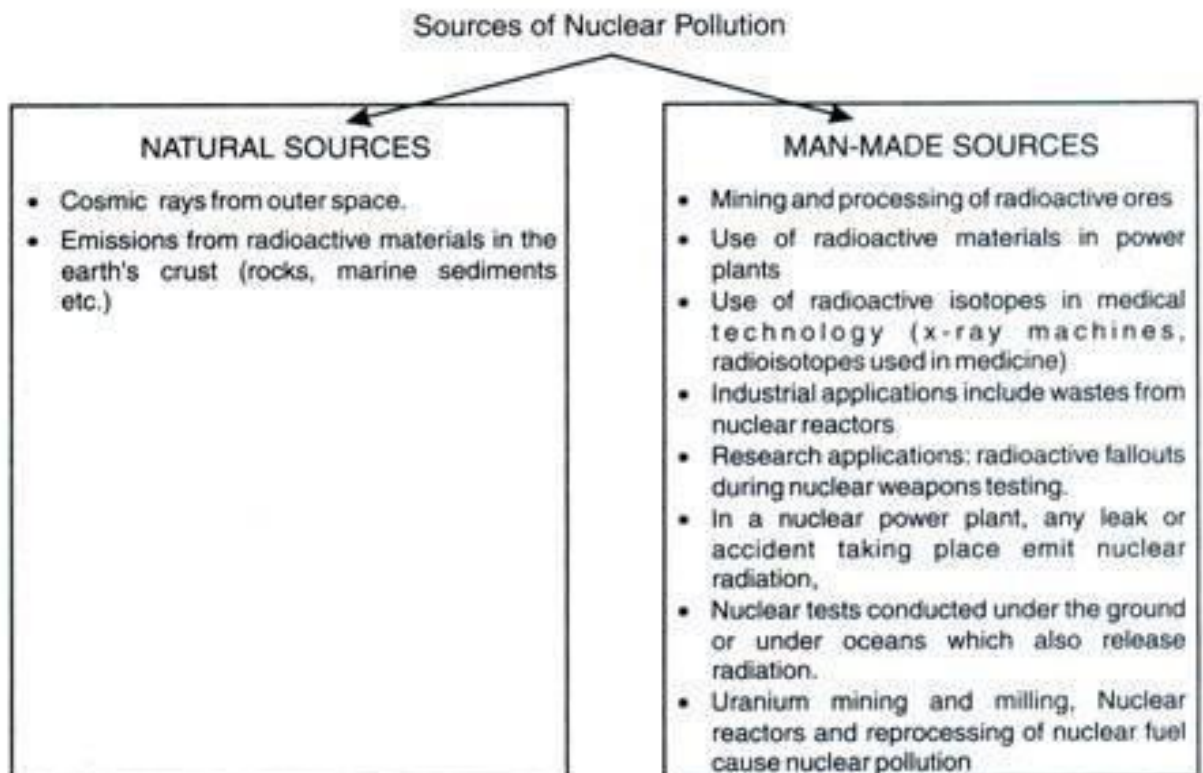 Sources of Nuclear Pollution
NATURAL SOURCES
• Cosmic rays from outer space.
• Emissions from radioactive materials in the
earth's crust (rocks, marine sediments
etc.)
MAN-MADE SOURCES
• Mining and processing of radioactive ores
• Use of radioactive materials in power
plants
• Use of radioactive isotopes in medical
technology (x-ray machines,
radioisotopes used in medicine)
• Industrial applications include wastes from
nuclear reactors
• Research applications: radioactive fallouts
during nuclear weapons testing.
• In a nuclear power plant, any leak or
accident taking place emit nuclear
radiation,
• Nuclear tests conducted under the ground
or under oceans which also release
radiation.
• Uranium mining and milling, Nuclear
reactors and reprocessing of nuclear fuel
cause nuclear pollution